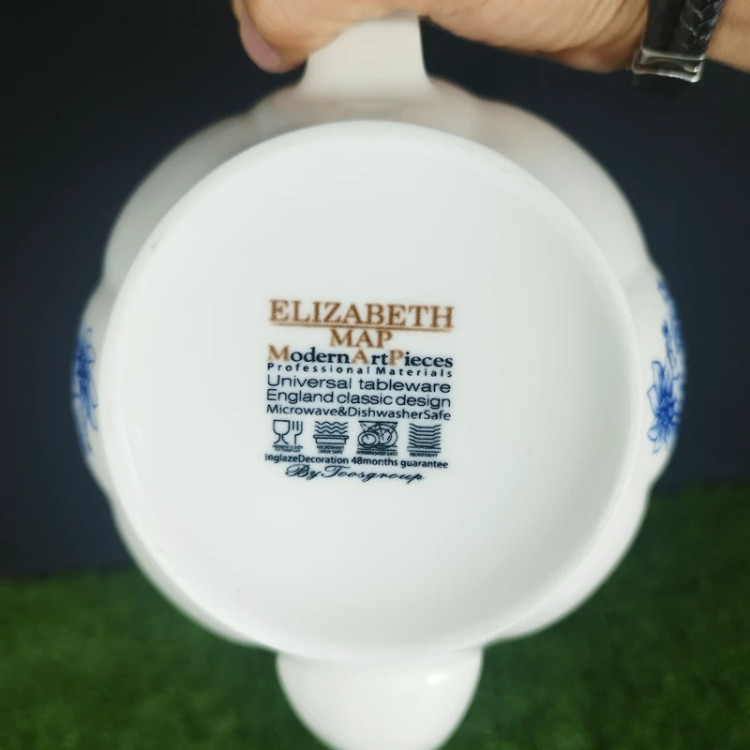 ELIZABETH
MAP
ModernArtPieces
Professional Materials
Universal tableware
England classic design
Microwave&DishwasherSafe
InglazeDecoration 48months guarantee
By Toosgroup